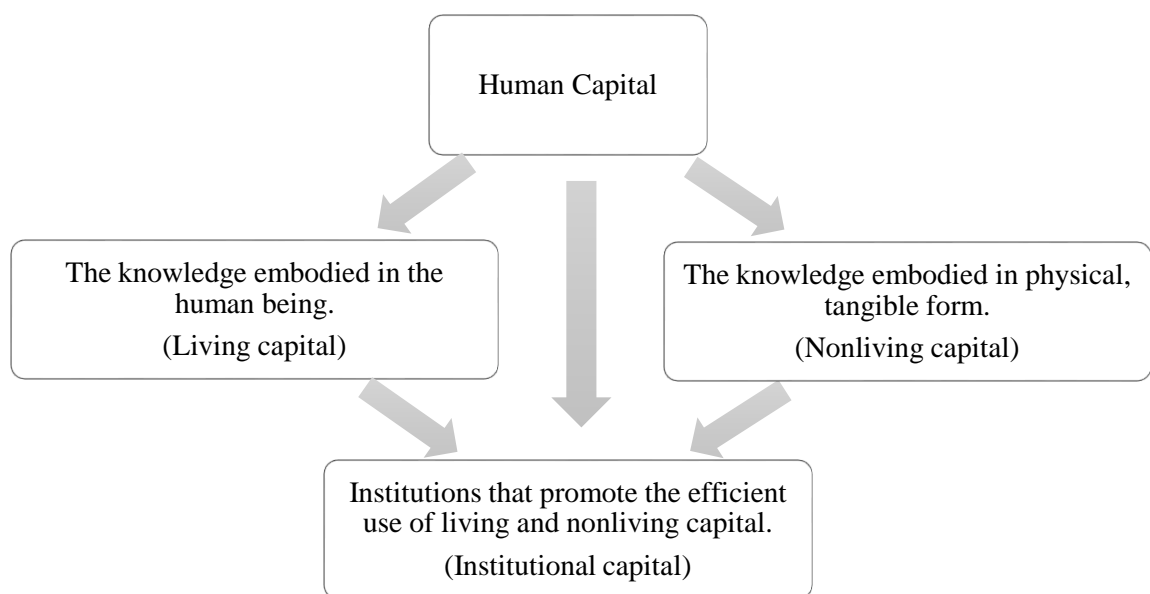 Human Capital
The knowledge embodied in the
human being.
(Living capital)
The knowledge embodied in physical,
tangible form.
(Nonliving capital)
Institutions that promote the efficient
use of living and nonliving capital.
(Institutional capital)